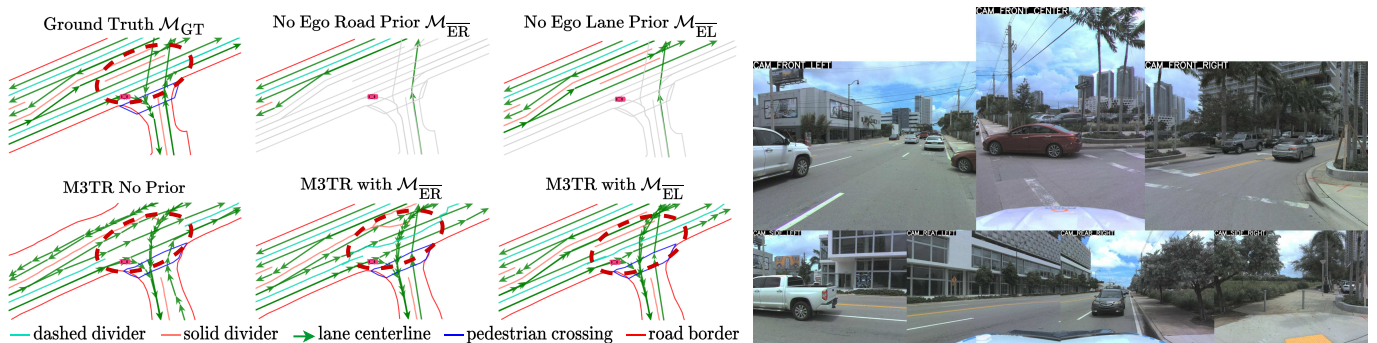 Ground Truth M_GT
No Ego Road Prior M_ER
No Ego Lane Prior M_EL
M3TR No Prior
M3TR with M_ER
M3TR with M_EL
dashed divider
solid divider
lane centerline
pedestrian crossing
road border
CAM_FRONT_LEFT
CAM_FRONT_CENTER
CAM_FRONT_RIGHT
CAM_SIDE_LEFT
CAM_REAR_LEFT
CAM_REAR_RIGHT
CAM_SIDE_RIGHT